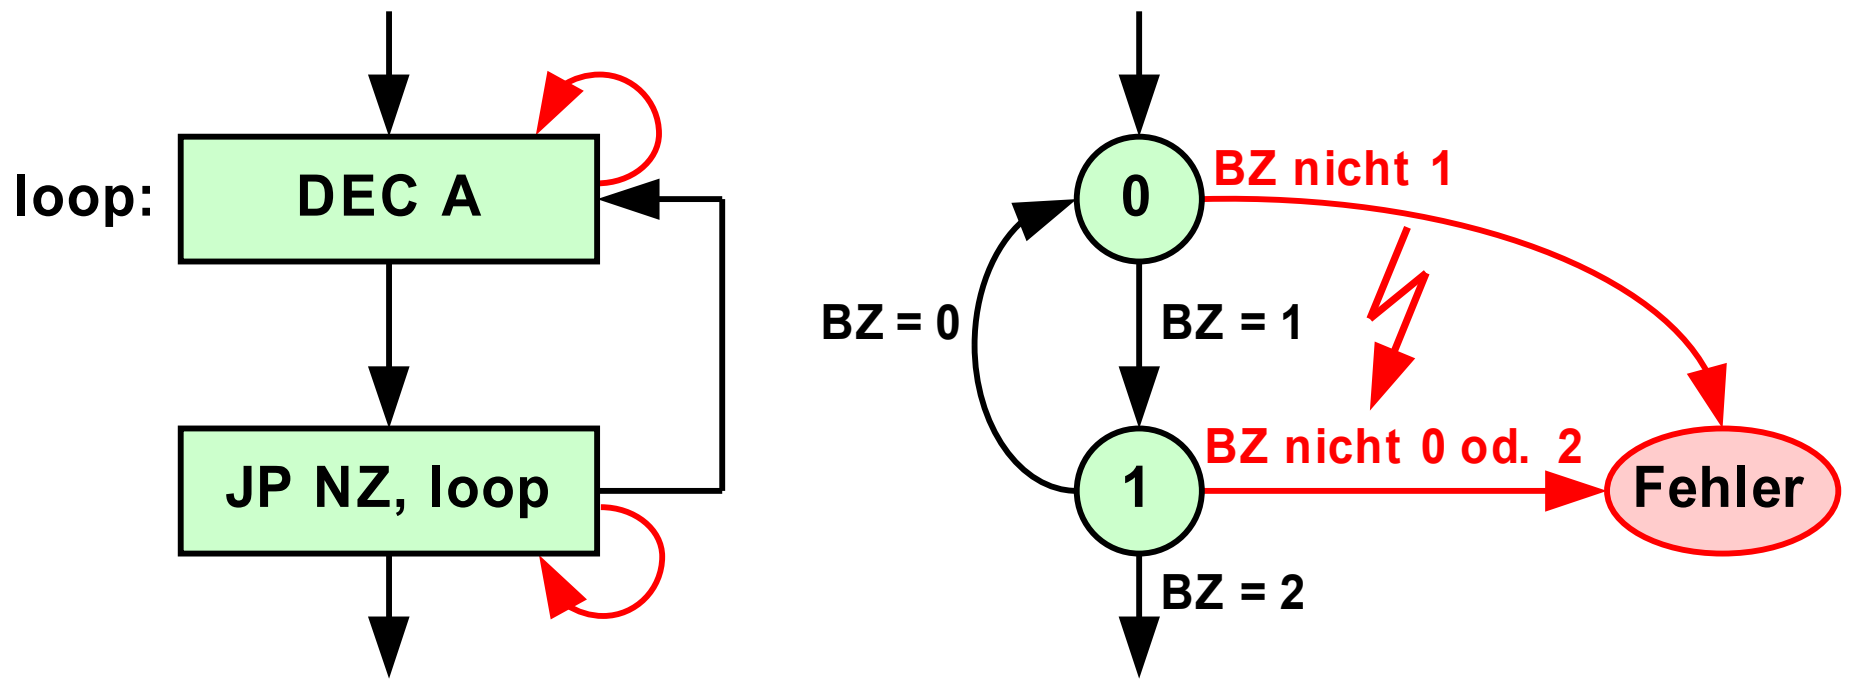 loop:
DEC A
JP NZ, loop
0
BZ nicht 1
BZ = 0
BZ = 1
1
BZ nicht 0 od. 2
Fehler
BZ = 2